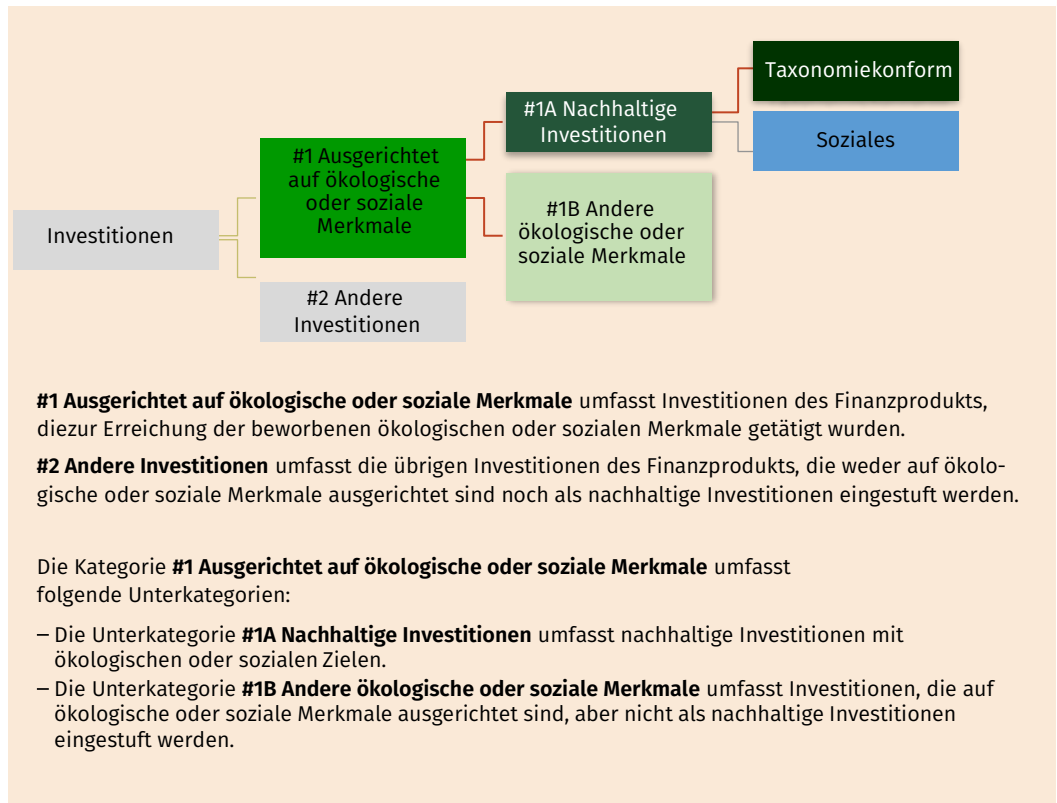 Taxonomiekonform
#1A Nachhaltige
Investitionen
Soziales
#1 Ausgerichtet
auf ökologische
oder soziale
Merkmale
#1B Andere
ökologische oder
soziale Merkmale
Investitionen
#2 Andere
Investitionen
#1 Ausgerichtet auf ökologische oder soziale Merkmale umfasst Investitionen des Finanzprodukts,
diezur Erreichung der beworbenen ökologischen oder sozialen Merkmale getätigt wurden.
#2 Andere Investitionen umfasst die übrigen Investitionen des Finanzprodukts, die weder auf ökolo-
gische oder soziale Merkmale ausgerichtet sind noch als nachhaltige Investitionen eingestuft werden.
Die Kategorie #1 Ausgerichtet auf ökologische oder soziale Merkmale umfasst
folgende Unterkategorien:
– Die Unterkategorie #1A Nachhaltige Investitionen umfasst nachhaltige Investitionen mit
ökologischen oder sozialen Zielen.
– Die Unterkategorie #1B Andere ökologische oder soziale Merkmale umfasst Investitionen, die auf
ökologische oder soziale Merkmale ausgerichtet sind, aber nicht als nachhaltige Investitionen
eingestuft werden.